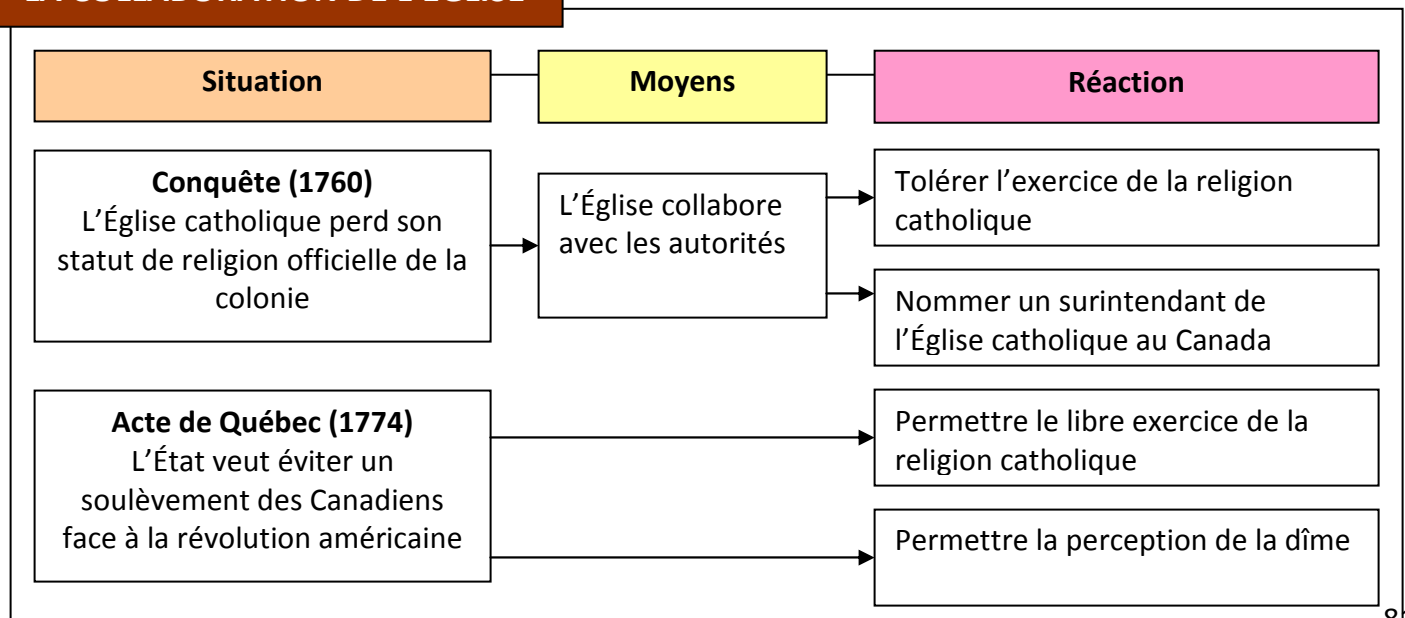 LA COLLABORATION DE L'ÉGLISE
Situation
Moyens
Réaction
Conquête (1760)
L'Église catholique perd son
statut de religion officielle de la
colonie
L'Église collabore
avec les autorités
Tolérer l'exercice de la religion
catholique
Nommer un surintendant de
l'Église catholique au Canada
Acte de Québec (1774)
L'État veut éviter un
soulèvement des Canadiens
face à la révolution américaine
Permettre le libre exercice de la
religion catholique
Permettre la perception de la dîme